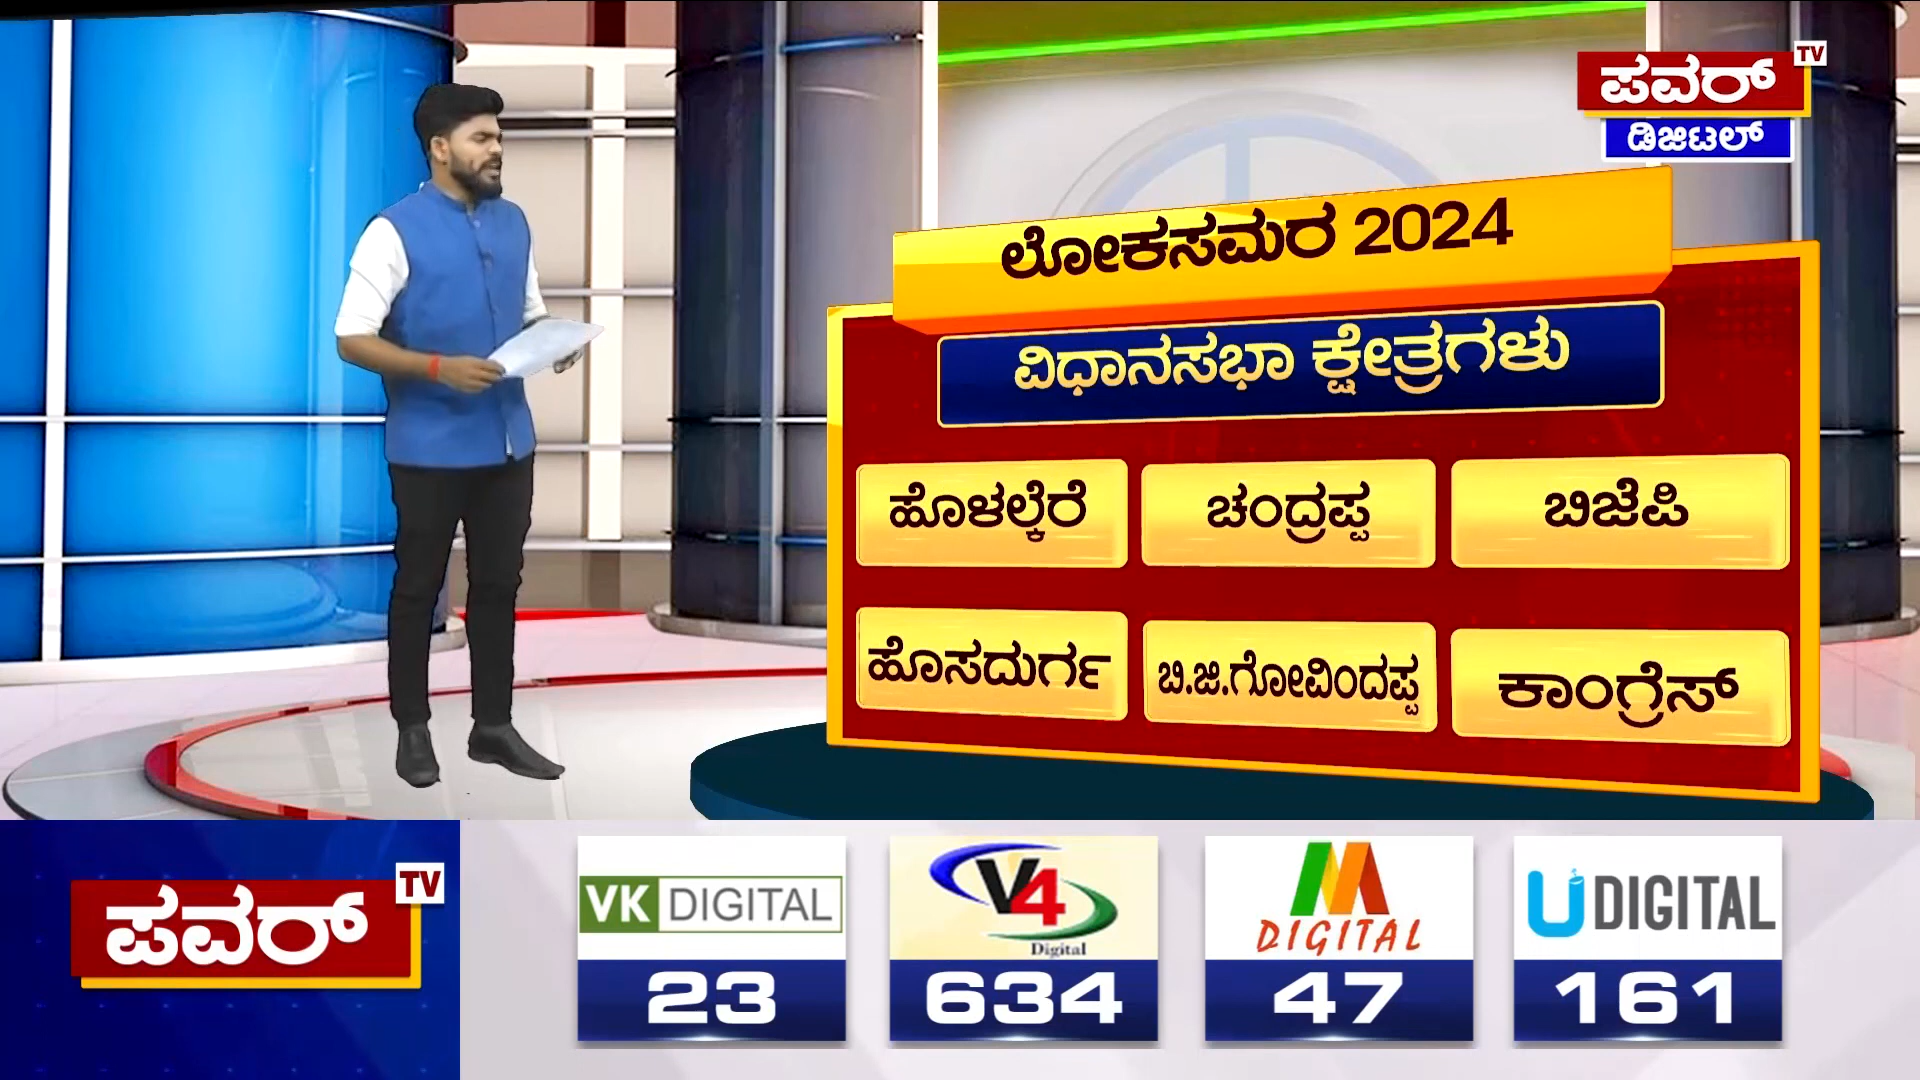 ಪವರ್ TV
ಡಿಜಿಟಲ್
ಲೋಕಸಮರ 2024
ವಿಧಾನಸಭಾ ಕ್ಷೇತ್ರಗಳು
ಹೊಳಲ್ಕೆರೆ ಚಂದ್ರಪ್ಪ ಬಿಜೆಪಿ
ಹೊಸದುರ್ಗ ಬಿ.ಜಿ.ಗೋವಿಂದಪ್ಪ ಕಾಂಗ್ರೆಸ್
ಪವರ್ TV
VK DIGITAL
23
V4 Digital
634
M DIGITAL
47
U DIGITAL
161